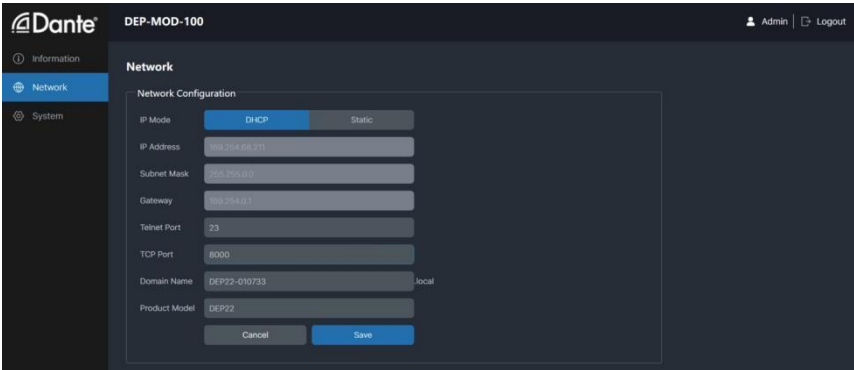 Dante®
DEP-MOD-100
Admin | Logout
Information
Network
System
Network
Network Configuration
IP Mode DHCP Static
IP Address 169.254.68.211
Subnet Mask 255.255.0.0
Gateway 169.254.0.1
Telnet Port 23
TCP Port 8000
Domain Name DEP22-010733 .local
Product Model DEP22
Cancel Save